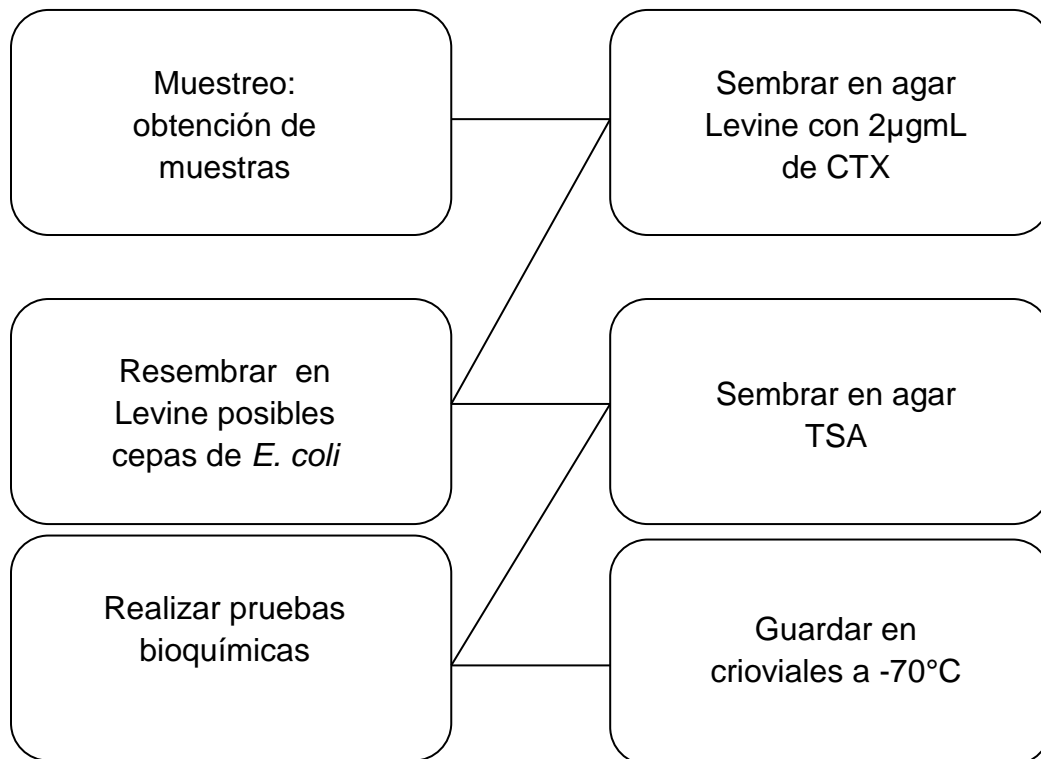 Muestreo:
obtención de
muestras
Sembrar en agar
Levine con 2µgmL
de CTX
Resembrar en
Levine posibles
cepas de E. coli
Sembrar en agar
TSA
Realizar pruebas
bioquímicas
Guardar en
crioviales a -70°C